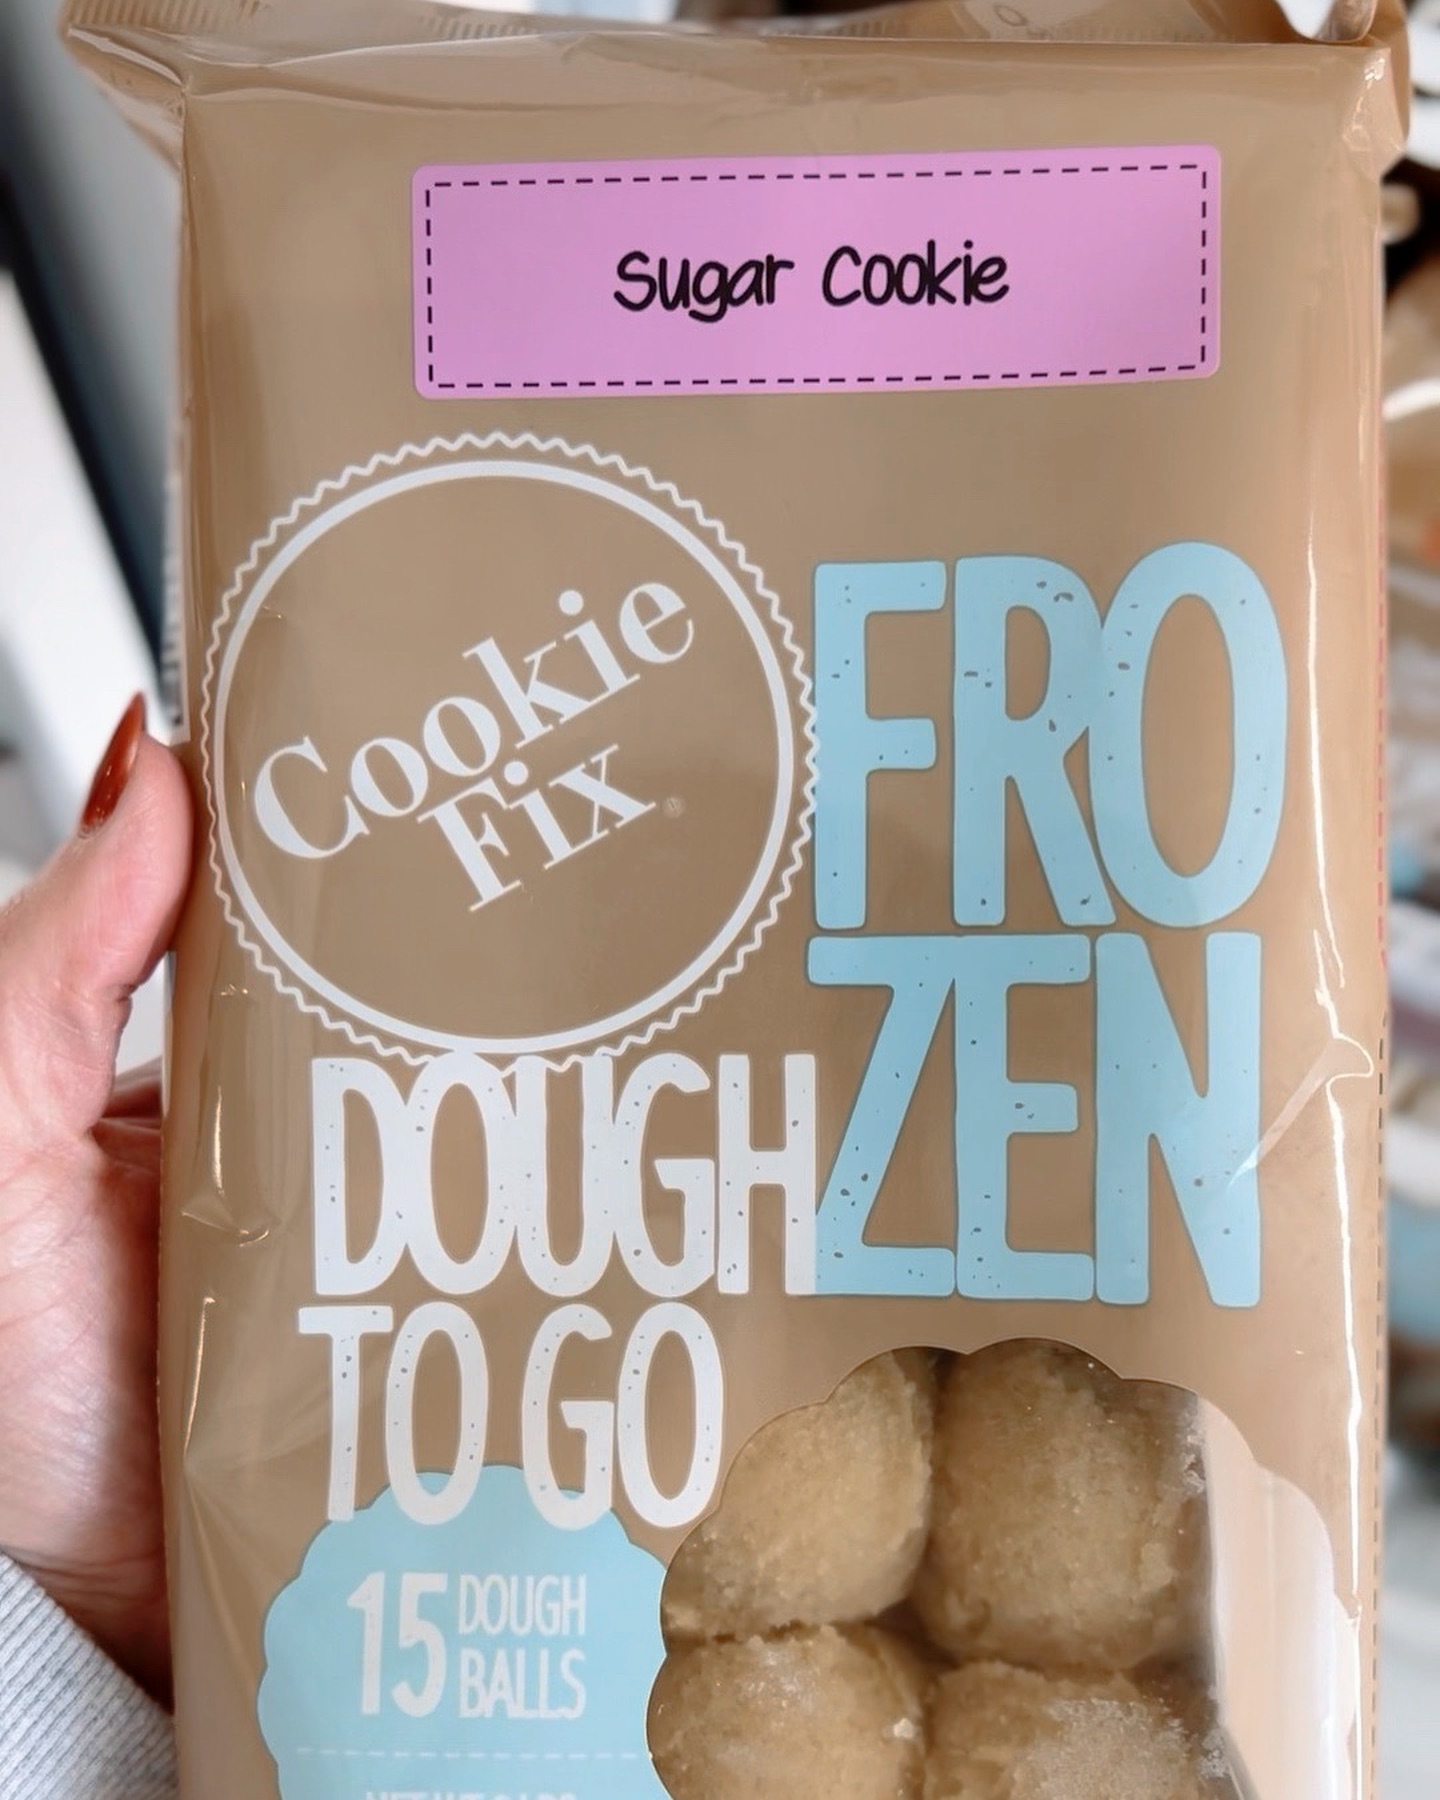 Sugar Cookie
Cookie
Fix
FRO
ZEN
DOUGH
TO GO
15 DOUGH
BALLS